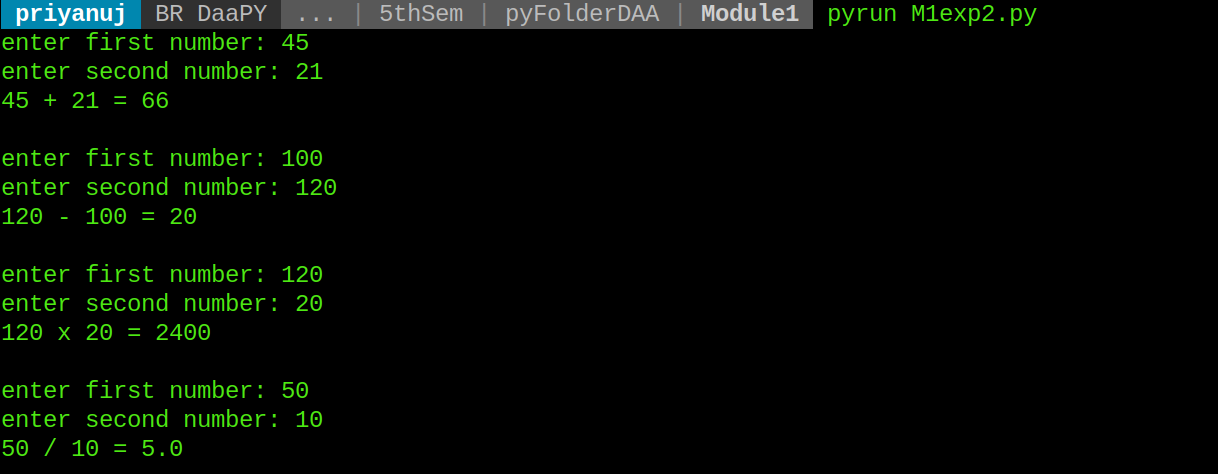 priyanuj BR DaaPY ... | 5thSem | pyFolderDAA | Module1 pyrun M1exp2.py
enter first number: 45
enter second number: 21
45 + 21 = 66
enter first number: 100
enter second number: 120
120 - 100 = 20
enter first number: 120
enter second number: 20
120 x 20 = 2400
enter first number: 50
enter second number: 10
50 / 10 = 5.0